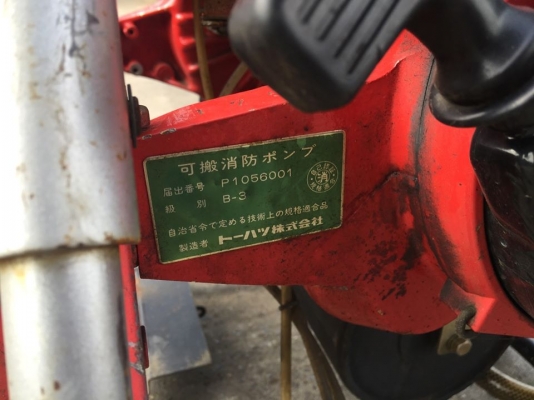 可搬消防ポンプ
届出番号 P1056001
級別 B-3
自治省令で定める技術上の規格適合品
製造者 トーハツ株式会社